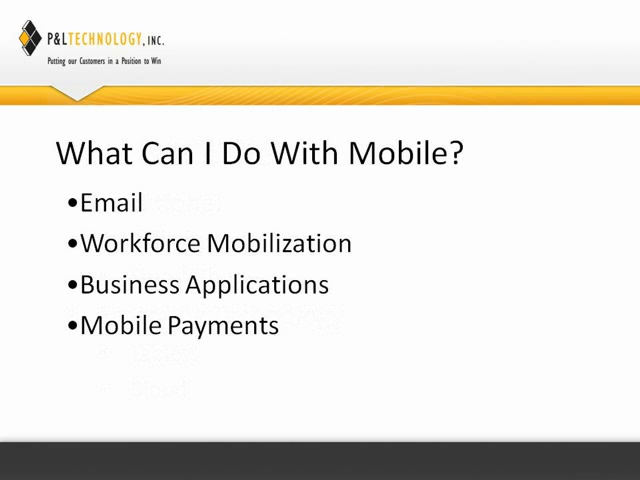 P&LTECHNOLOGY, INC.
Putting our Customers in a Position to Win
What Can I Do With Mobile?
•Email
•Workforce Mobilization
•Business Applications
•Mobile Payments